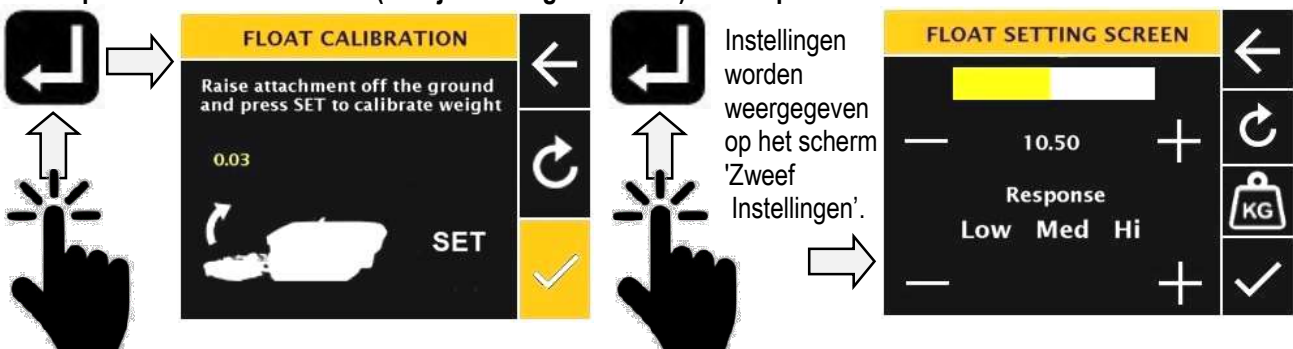 FLOAT CALIBRATION
Raise attachment off the ground
and press SET to calibrate weight
0.03
SET
Instellingen
worden
weergegeven
op het scherm
'Zweef
Instellingen’.
FLOAT SETTING SCREEN
10.50
Response
Low Med Hi
KG